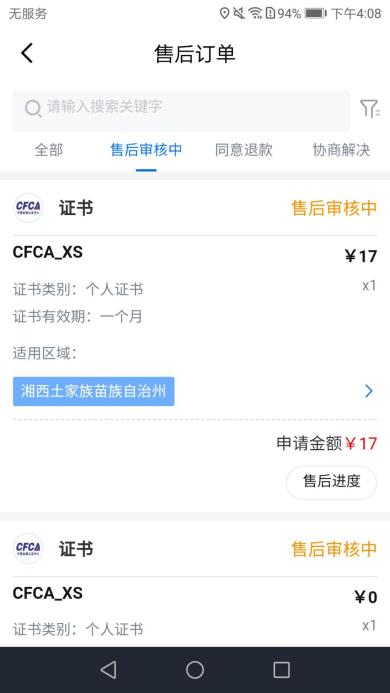 无服务
94% 下午4:08
售后订单
请输入搜索关键字
全部 售后审核中 同意退款 协商解决
CFCA 证书 售后审核中
CFCA_XS ¥17
证书类别：个人证书 x1
证书有效期：一个月
适用区域：
湘西土家族苗族自治州
申请金额¥17
售后进度
CFCA 证书 售后审核中
CFCA_XS ¥0
证书类别：个人证书 x1